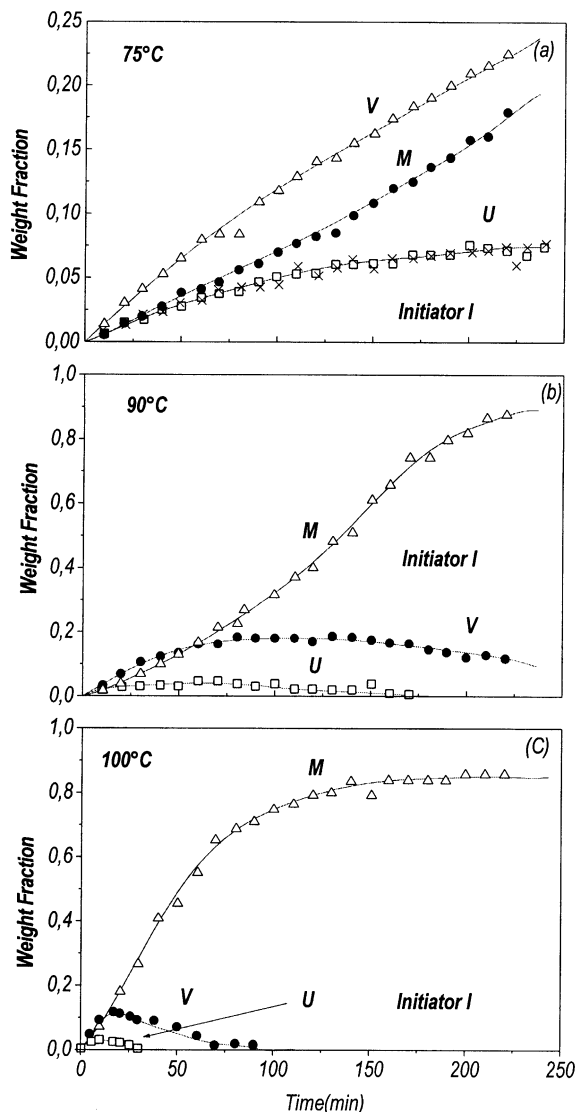 0,25
75°C
(a)
0,20
V
0,15
M
Weight Fraction
0,10
U
0,05
Initiator I
0,00
1,0
90°C
(b)
0,8
M
0,6
Weight Fraction
Initiator I
0,4
V
0,2
U
0,0
1,0
100°C
M
(C)
0,8
0,6
Weight Fraction
0,4
0,2
V
U
Initiator I
0,0
0 50 100 150 200 250
Time(min)